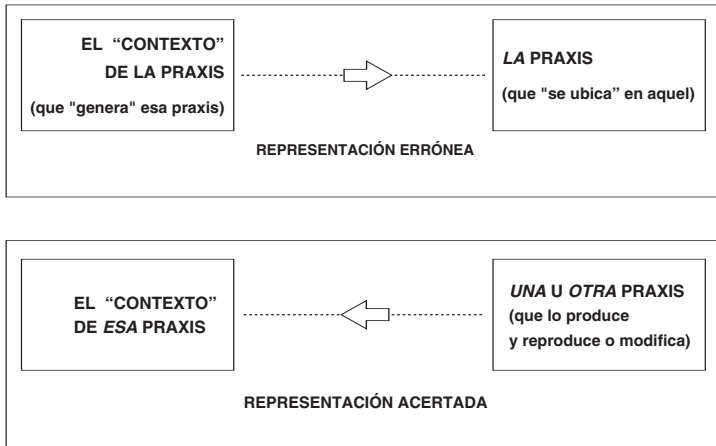 EL “CONTEXTO”
DE LA PRAXIS
(que "genera" esa praxis)
LA PRAXIS
(que "se ubica” en aquel)
REPRESENTACIÓN ERRÓNEA
EL “CONTEXTO”
DE ESA PRAXIS
UNA U OTRA PRAXIS
(que lo produce
y reproduce o modifica)
REPRESENTACIÓN ACERTADA